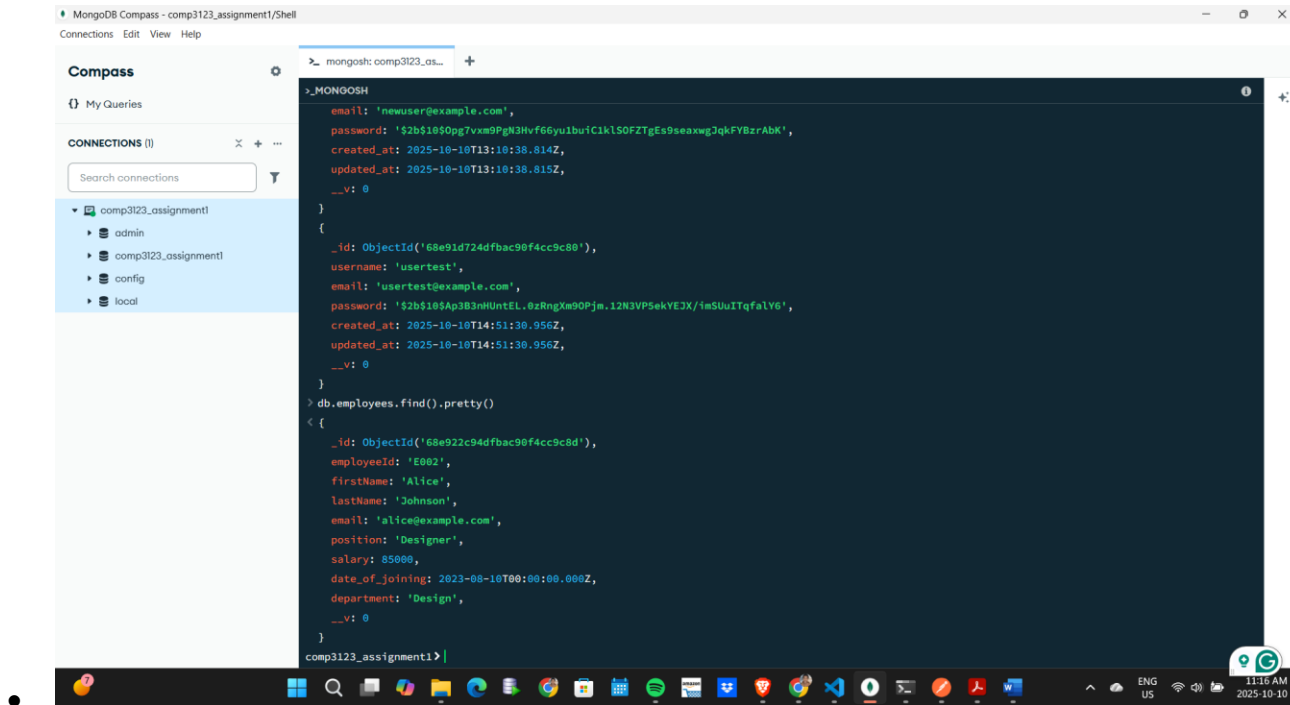 MongoDB Compass - comp3123_assignment1/Shell
Connections Edit View Help
Compass
{} My Queries
CONNECTIONS (1)
Search connections
comp3123_assignment1
admin
comp3123_assignment1
config
local
>_ mongosh: comp3123_as...
>_MONGOSH
email: 'newuser@example.com',
password: '$2b$10$Opg7vxm9PgN3Hvf66yu1buiC1klSOFZTgEs9seaxwgJqkFYBzrAbK',
created_at: 2025-10-10T13:10:38.814Z,
updated_at: 2025-10-10T13:10:38.815Z,
__v: 0
}
{
_id: ObjectId('68e91d724dfbac90f4cc9c80'),
username: 'usertest',
email: 'usertest@example.com',
password: '$2b$10$Ap3B3nHUntEL.0zRngXm9OPjm.12N3VP5ekYEJX/imSUuITqfalY6',
created_at: 2025-10-10T14:51:30.956Z,
updated_at: 2025-10-10T14:51:30.956Z,
__v: 0
}
> db.employees.find().pretty()
< {
_id: ObjectId('68e922c94dfbac90f4cc9c8d'),
employeeId: 'E002',
firstName: 'Alice',
lastName: 'Johnson',
email: 'alice@example.com',
position: 'Designer',
salary: 85000,
date_of_joining: 2023-08-10T00:00:00.000Z,
department: 'Design',
__v: 0
}
comp3123_assignment1>
7
ENG
US
11:16 AM
2025-10-10